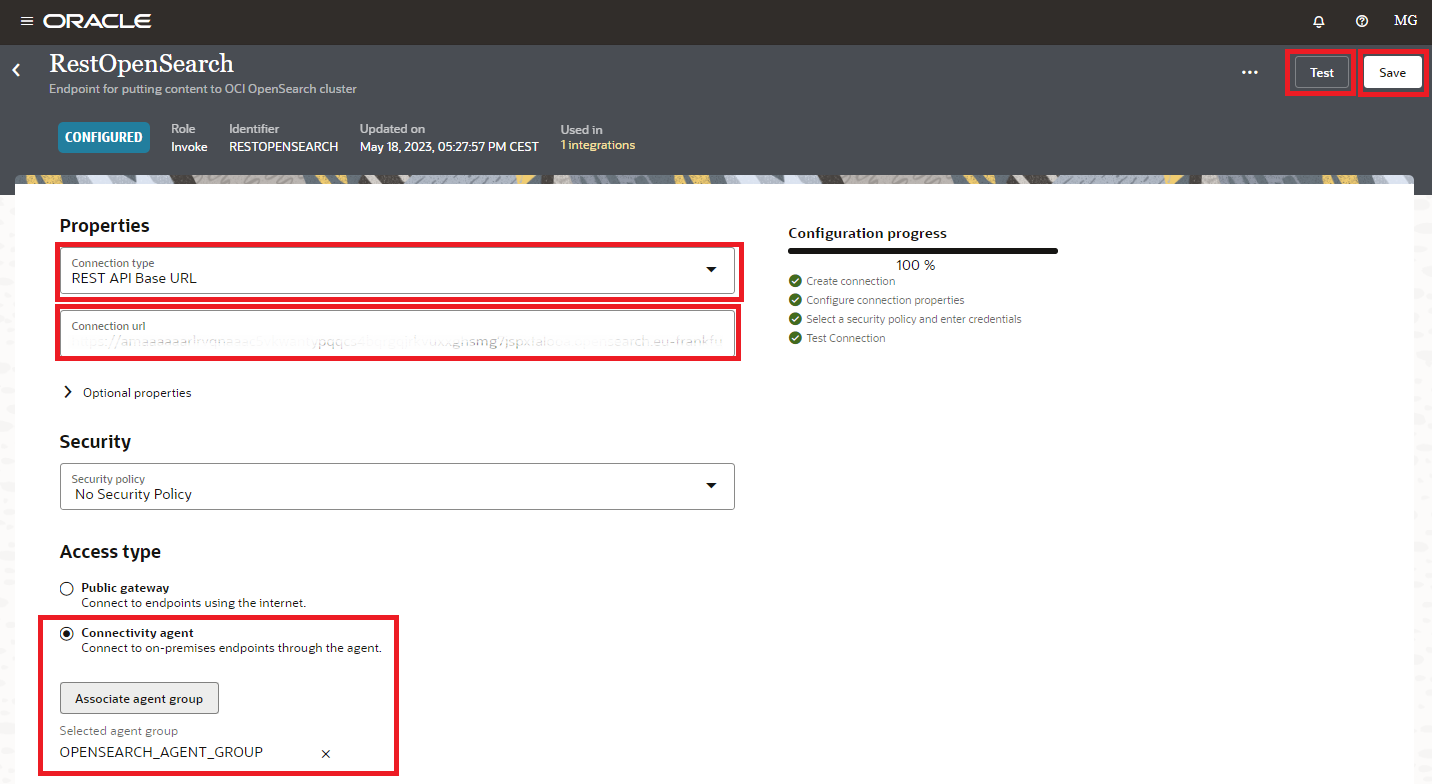 ORACLE
MG
RestOpenSearch
Endpoint for putting content to OCI OpenSearch cluster
Test
Save
CONFIGURED
Role
Invoke
Identifier
RESTOPENSEARCH
Updated on
May 18, 2023, 05:27:57 PM CEST
Used in
1 integrations
Properties
Connection type
REST API Base URL
Connection url
Optional properties
Security
Security policy
No Security Policy
Access type
Public gateway
Connect to endpoints using the internet.
Connectivity agent
Connect to on-premises endpoints through the agent.
Associate agent group
Selected agent group
OPENSEARCH_AGENT_GROUP
Configuration progress
100 %
Create connection
Configure connection properties
Select a security policy and enter credentials
Test Connection